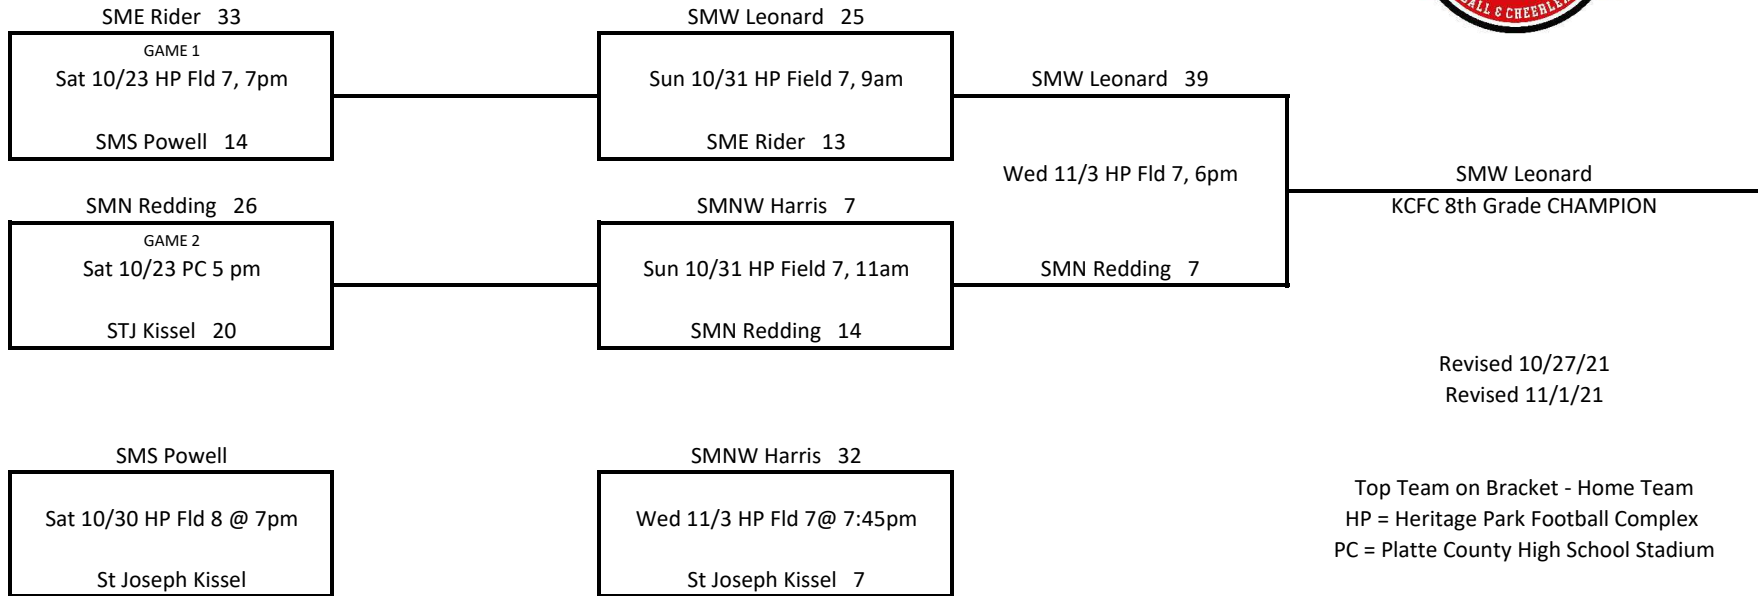 SME Rider 33
GAME 1
Sat 10/23 HP Fld 7, 7pm
SMS Powell 14
SMN Redding 26
GAME 2
Sat 10/23 PC 5 pm
STJ Kissel 20
SMW Leonard 25
Sun 10/31 HP Field 7, 9am
SME Rider 13
SMNW Harris 7
Sun 10/31 HP Field 7, 11am
SMN Redding 14
SMW Leonard 39
Wed 11/3 HP Fld 7, 6pm
SMN Redding 7
SMW Leonard
KCFC 8th Grade CHAMPION
Revised 10/27/21
Revised 11/1/21
SMS Powell
Sat 10/30 HP Fld 8 @ 7pm
St Joseph Kissel
SMNW Harris 32
Wed 11/3 HP Fld 7@ 7:45pm
St Joseph Kissel 7
Top Team on Bracket - Home Team
HP = Heritage Park Football Complex
PC = Platte County High School Stadium